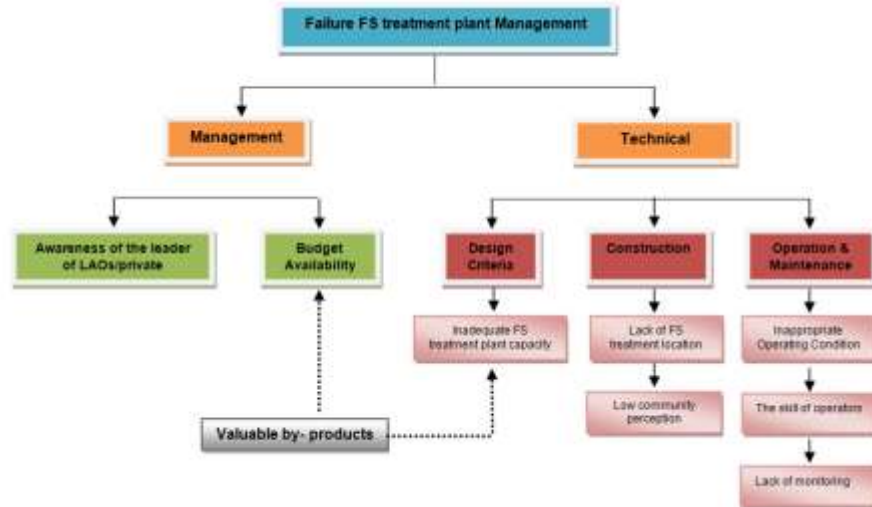 Failure FS treatment plant Management
Management
Technical
Awareness of the leader
of LAOs/private
Budget
Availability
Design
Criteria
Construction
Operation &
Maintenance
Inadequate FS
treatment plant capacity
Lack of FS
treatment location
Inappropriate
Operating Condition
Low community
perception
The skill of operators
Valuable by- products
Lack of monitoring